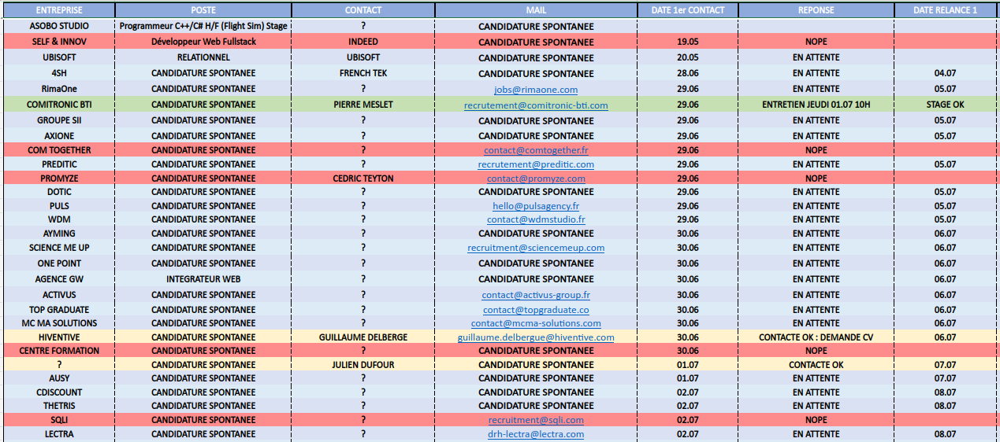 ENTREPRISE POSTE CONTACT MAIL DATE 1er CONTACT REPONSE DATE RELANCE 1
ASOBO STUDIO Programmeur C++/C# H/F (Flight Sim) Stage ? CANDIDATURE SPONTANEE
SELF & INNOV Développeur Web Fullstack INDEED CANDIDATURE SPONTANEE 19.05 NOPE
UBISOFT RELATIONNEL UBISOFT CANDIDATURE SPONTANEE 20.05 EN ATTENTE
4SH CANDIDATURE SPONTANEE FRENCH TEK CANDIDATURE SPONTANEE 28.06 EN ATTENTE 04.07
RimaOne CANDIDATURE SPONTANEE ? jobs@rimaone.com 29.06 EN ATTENTE 05.07
COMITRONIC BTI CANDIDATURE SPONTANEE PIERRE MESLET recrutement@comitronic-bti.com 29.06 ENTRETIEN JEUDI 01.07 10H STAGE OK
GROUPE SII CANDIDATURE SPONTANEE ? CANDIDATURE SPONTANEE 29.06 EN ATTENTE 05.07
AXIONE CANDIDATURE SPONTANEE ? CANDIDATURE SPONTANEE 29.06 EN ATTENTE 05.07
COM TOGETHER CANDIDATURE SPONTANEE ? contact@comtogether.fr 29.06 NOPE
PREDITIC CANDIDATURE SPONTANEE ? recrutement@preditic.com 29.06 EN ATTENTE 05.07
PROMYZE CANDIDATURE SPONTANEE CEDRIC TEYTON contact@promyze.com 29.06 NOPE
DOTIC CANDIDATURE SPONTANEE ? CANDIDATURE SPONTANEE 29.06 EN ATTENTE 05.07
PULS CANDIDATURE SPONTANEE ? hello@pulsagency.fr 29.06 EN ATTENTE 05.07
WDM CANDIDATURE SPONTANEE ? contact@wdmstudio.fr 29.06 EN ATTENTE 05.07
AYMING CANDIDATURE SPONTANEE ? CANDIDATURE SPONTANEE 30.06 EN ATTENTE 06.07
SCIENCE ME UP CANDIDATURE SPONTANEE ? recruitment@sciencemeup.com 30.06 EN ATTENTE 06.07
ONE POINT CANDIDATURE SPONTANEE ? CANDIDATURE SPONTANEE 30.06 EN ATTENTE 06.07
AGENCE GW INTEGRATEUR WEB ? CANDIDATURE SPONTANEE 30.06 EN ATTENTE 06.07
ACTIVUS CANDIDATURE SPONTANEE ? contact@activus-group.fr 30.06 EN ATTENTE 06.07
TOP GRADUATE CANDIDATURE SPONTANEE ? contact@topgraduate.co 30.06 EN ATTENTE 06.07
MC MA SOLUTIONS CANDIDATURE SPONTANEE ? contact@mcma-solutions.com 30.06 EN ATTENTE 06.07
HIVENTIVE CANDIDATURE SPONTANEE GUILLAUME DELBERGE guillaume.delbergue@hiventive.com 30.06 CONTACTE OK : DEMANDE CV 06.07
CENTRE FORMATION CANDIDATURE SPONTANEE ? CANDIDATURE SPONTANEE 30.06 NOPE
? CANDIDATURE SPONTANEE JULIEN DUFOUR CANDIDATURE SPONTANEE 01.07 CONTACTE OK 07.07
AUSY CANDIDATURE SPONTANEE ? CANDIDATURE SPONTANEE 01.07 EN ATTENTE 07.07
CDISCOUNT CANDIDATURE SPONTANEE ? CANDIDATURE SPONTANEE 02.07 EN ATTENTE 08.07
THETRIS CANDIDATURE SPONTANEE ? CANDIDATURE SPONTANEE 02.07 EN ATTENTE 08.07
SQLI CANDIDATURE SPONTANEE ? recruitment@sqli.com 02.07 NOPE
LECTRA CANDIDATURE SPONTANEE ? drh-lectra@lectra.com 02.07 EN ATTENTE 08.07